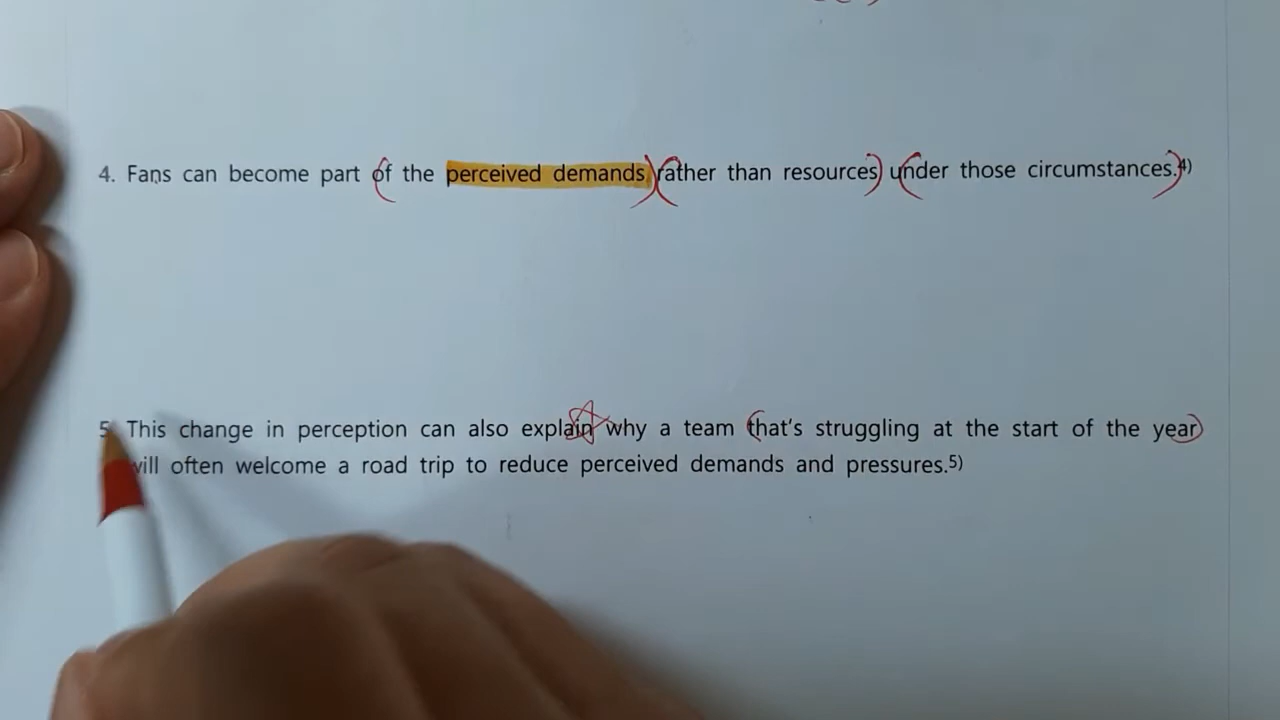 4. Fans can become part of the perceived demands rather than resources under those circumstances.4)
5. This change in perception can also explain why a team that's struggling at the start of the year
will often welcome a road trip to reduce perceived demands and pressures.5)